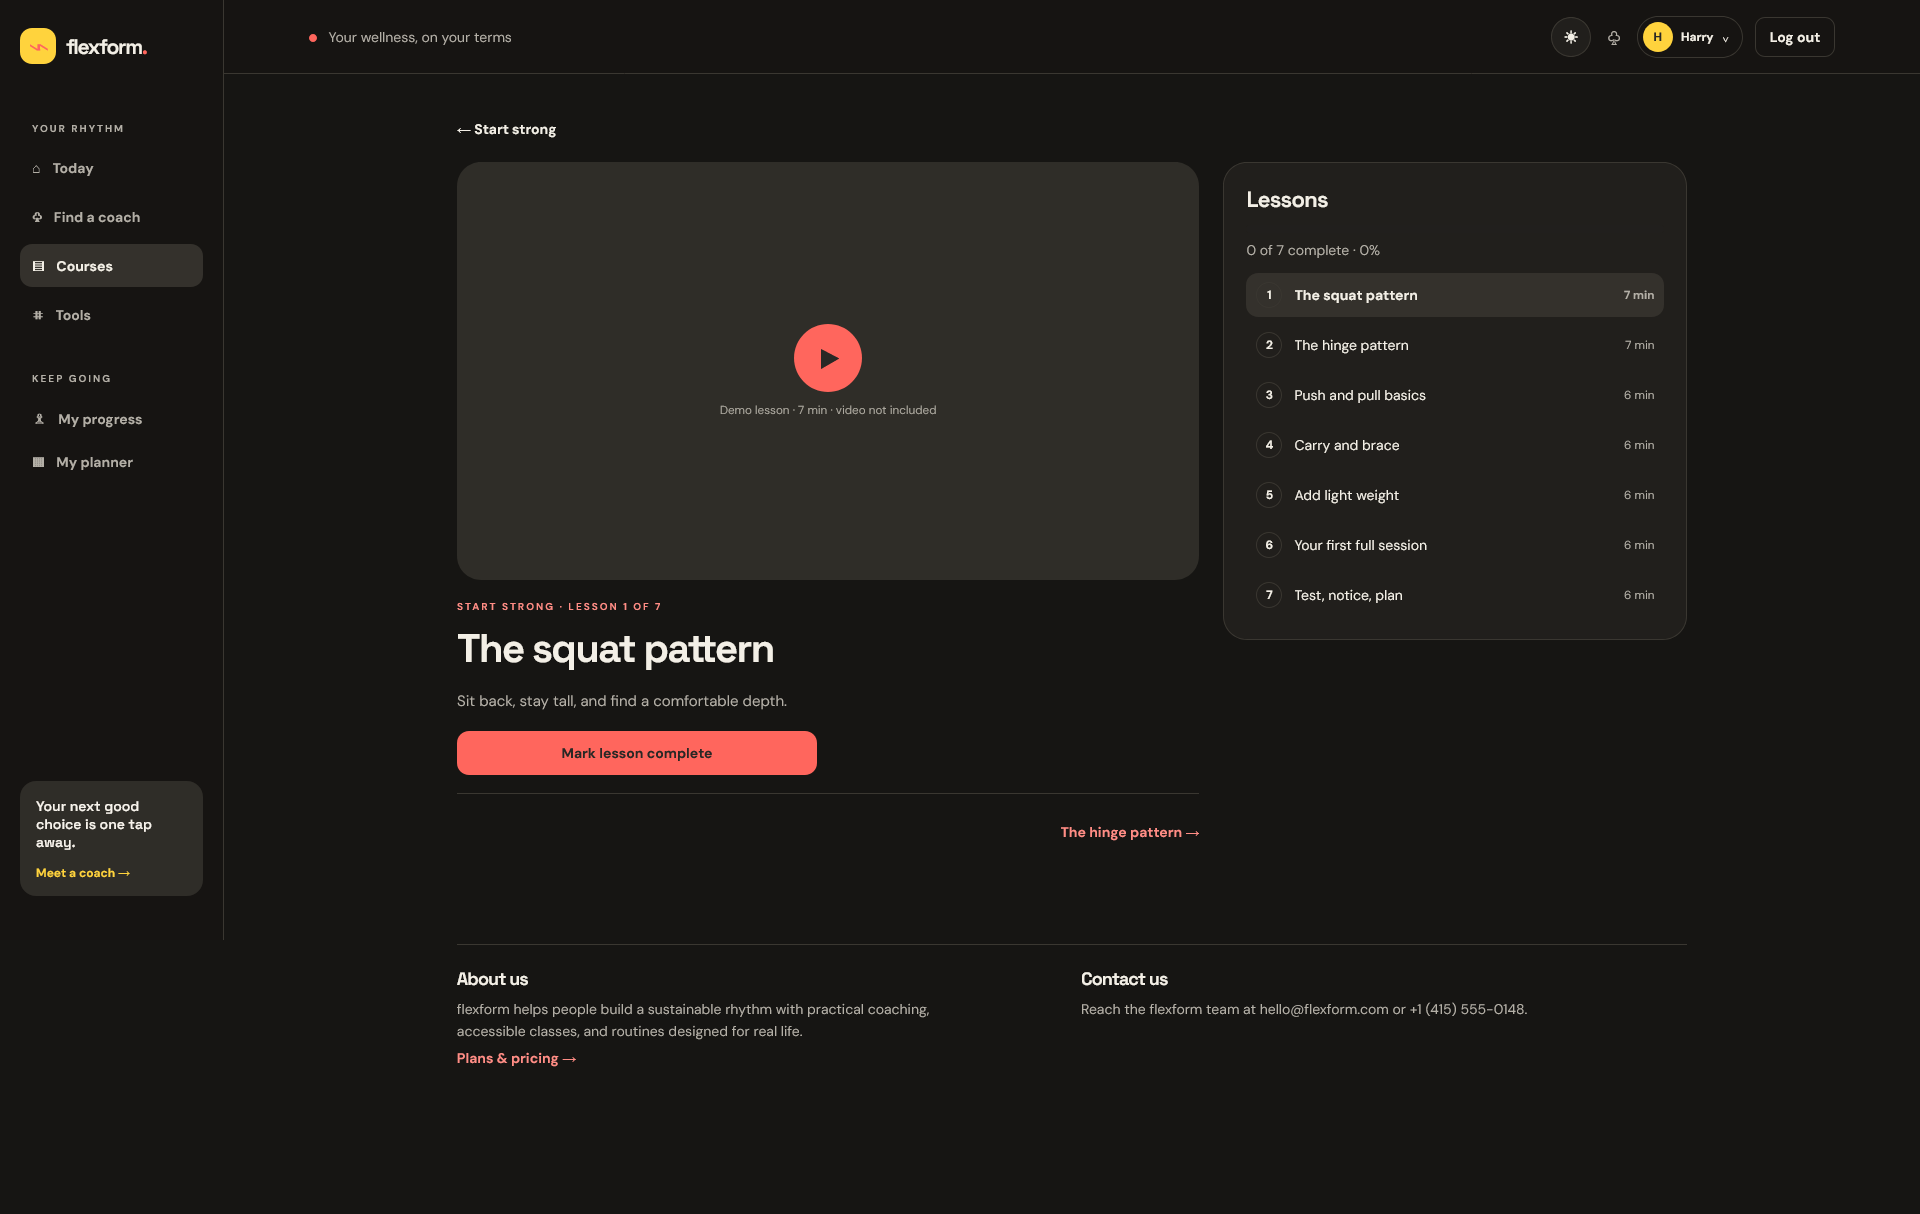 flexform.
YOUR RHYTHM
Today
Find a coach
Courses
Tools
KEEP GOING
My progress
My planner
Your next good
choice is one tap
away.
Meet a coach →
Your wellness, on your terms
H Harry v
Log out
← Start strong
Demo lesson · 7 min · video not included
START STRONG · LESSON 1 OF 7
The squat pattern
Sit back, stay tall, and find a comfortable depth.
Mark lesson complete
The hinge pattern →
Lessons
0 of 7 complete · 0%
1 The squat pattern 7 min
2 The hinge pattern 7 min
3 Push and pull basics 6 min
4 Carry and brace 6 min
5 Add light weight 6 min
6 Your first full session 6 min
7 Test, notice, plan 6 min
About us
flexform helps people build a sustainable rhythm with practical coaching,
accessible classes, and routines designed for real life.
Plans & pricing →
Contact us
Reach the flexform team at hello@flexform.com or +1 (415) 555-0148.